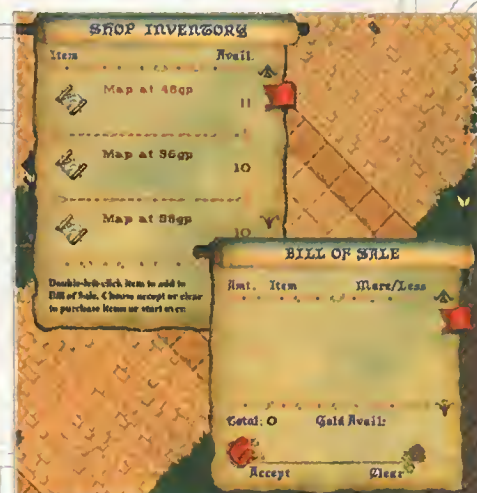 SHOP INVENTORY
Item Avail.
Map at 48gp
11
Map at 96gp
10
Map at 98gp
10
Double-left-click item to add to
Bill of Sale. Choose accept or clear
to purchase items or start over.
BILL OF SALE
Amt. Item More/Less
Total: 0 Gold Avail:
Accept Clear